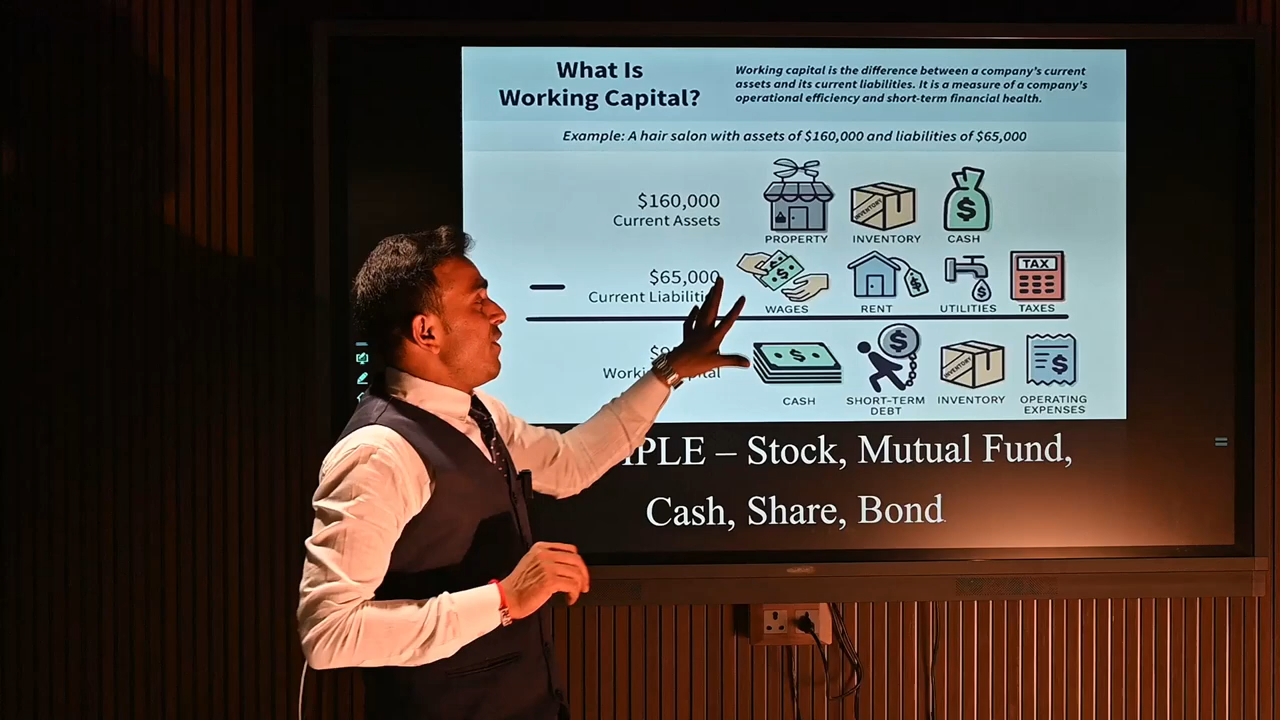 What Is
Working Capital?
Working capital is the difference between a company's current
assets and its current liabilities. It is a measure of a company's
operational efficiency and short-term financial health.
Example: A hair salon with assets of $160,000 and liabilities of $65,000
$160,000
Current Assets
PROPERTY
INVENTORY
INVENTORY
CASH
$65,000
Current
WAGES
RENT
UTILITIES
TAX
TAXES
CASH
SHORT-TERM
DEBT
INVENTORY
INVENTORY
OPERATING
EXPENSES
– Stock, Mutual Fund,
Cash, Share, Bond